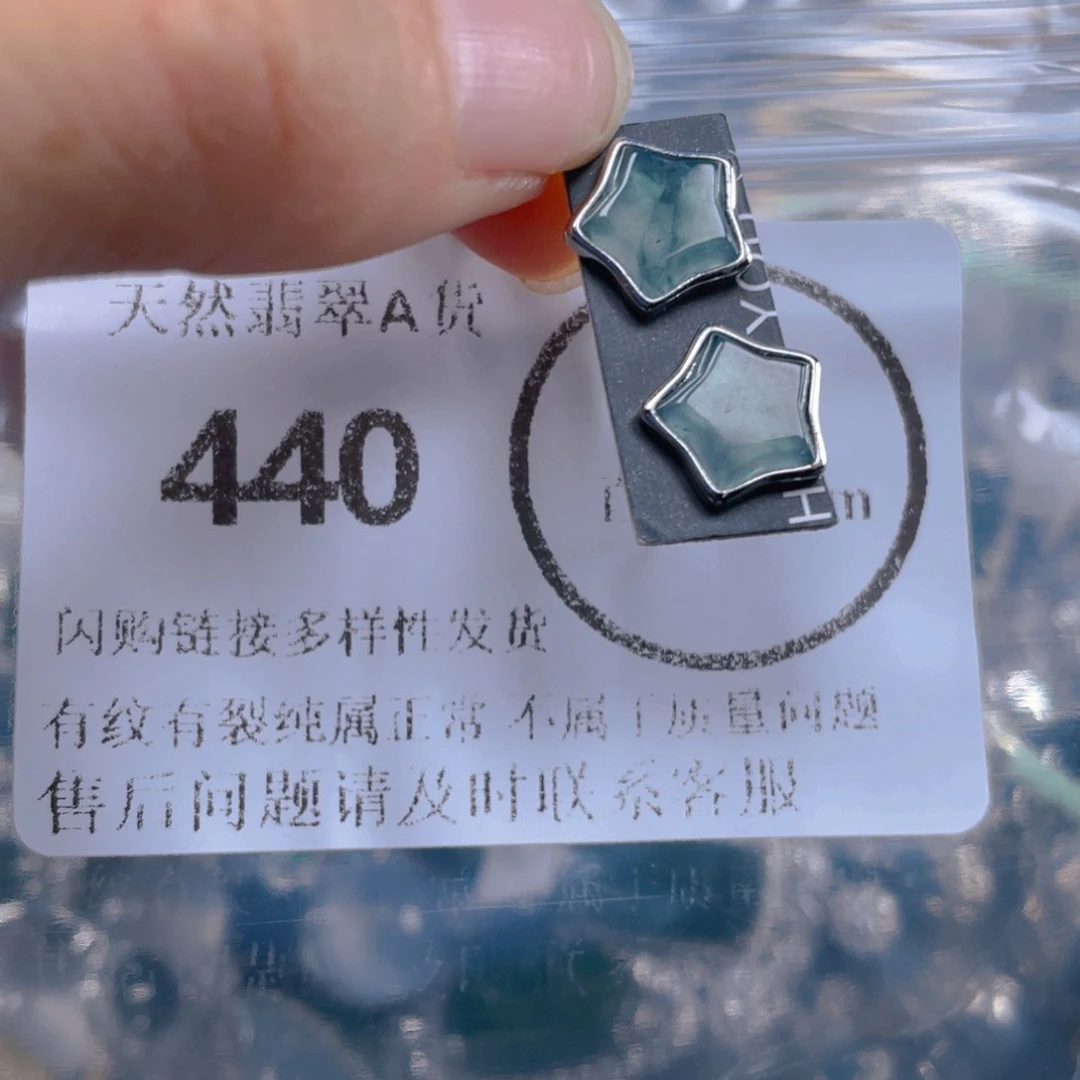 天然翡翠A货
440
闪购链接多样性发货
有纹有裂纯属正常 不属于质量问题
售后问题请及时联系客服
YOU
H
m